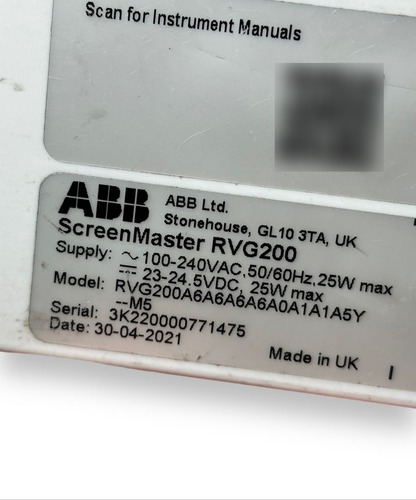 Scan for Instrument Manuals
ABB
ABB Ltd.
Stonehouse, GL10 3TA, UK
ScreenMaster RVG200
Supply: ~ 100-240VAC,50/60Hz,25W max
⎓ 23-24.5VDC, 25W max
Model: RVG200A6A6A6A6A0A1A1A5Y
--M5
Serial: 3K220000771475
Date: 30-04-2021
Made in UK
I